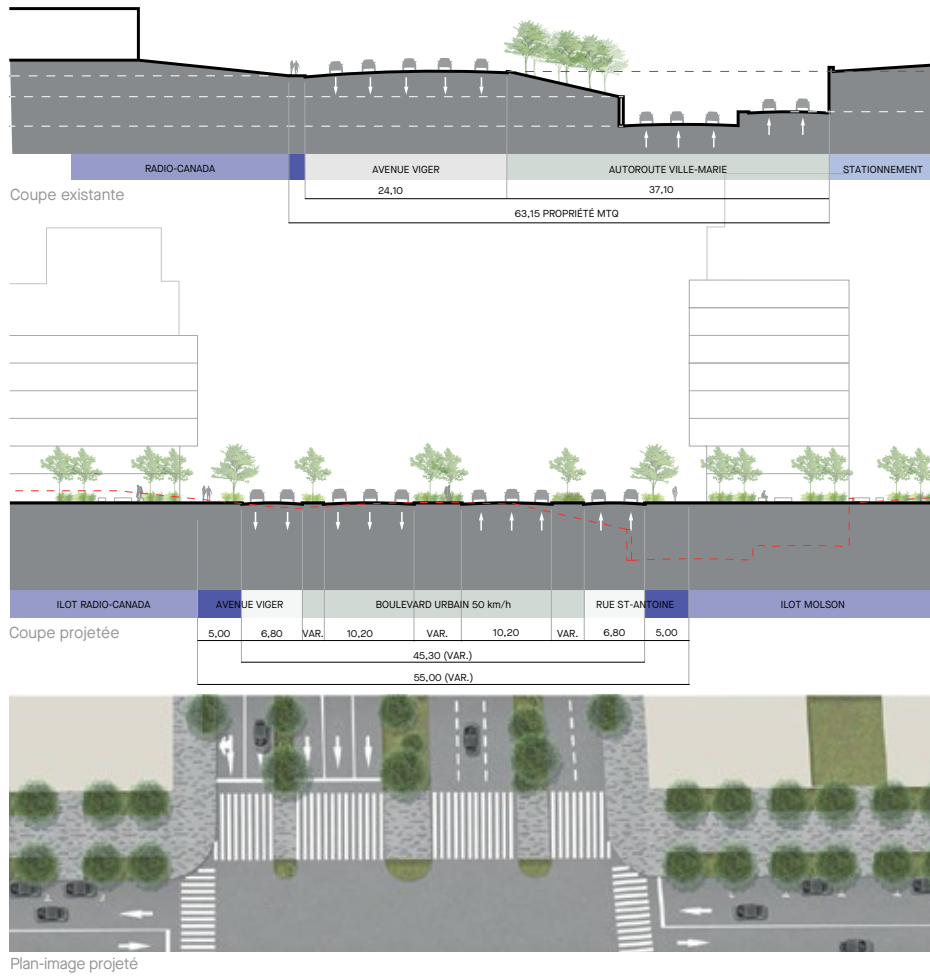 RADIO-CANADA AVENUE VIGER AUTOROUTE VILLE-MARIE STATIONNEMENT
Coupe existante
24,10 37,10
63,15 PROPRIÉTÉ MTQ
ILOT RADIO-CANADA AVENUE VIGER BOULEVARD URBAIN 50 km/h RUE ST-ANTOINE ILOT MOLSON
Coupe projetée
5,00 6,80 VAR. 10,20 VAR. 10,20 VAR. 6,80 5,00
45,30 (VAR.)
55,00 (VAR.)
Plan-image projeté